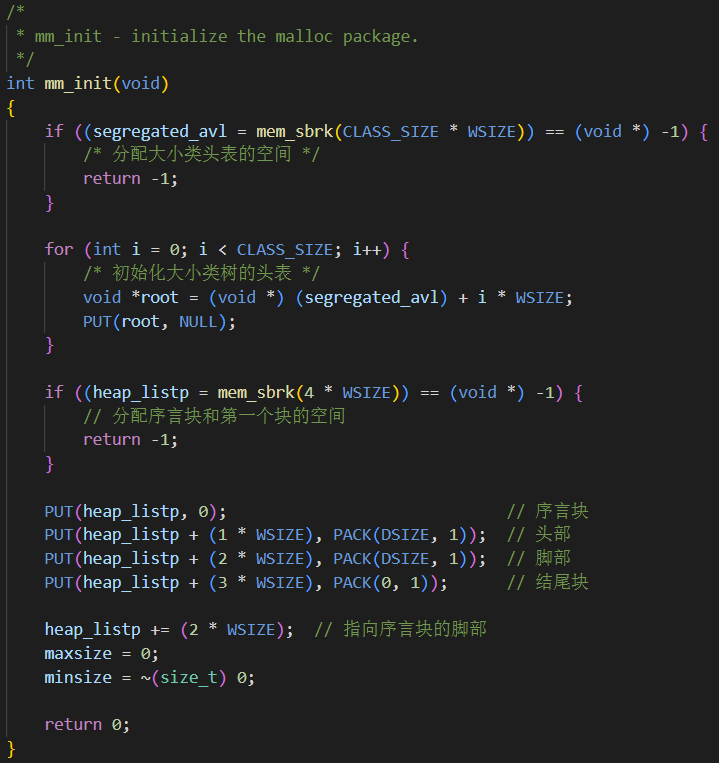 /*
 * mm_init - initialize the malloc package.
 */
int mm_init(void)
{
    if ((segregated_avl = mem_sbrk(CLASS_SIZE * WSIZE)) == (void *) -1) {
        /* 分配大小类头表的空间 */
        return -1;
    }

    for (int i = 0; i < CLASS_SIZE; i++) {
        /* 初始化大小类树的头表 */
        void *root = (void *) (segregated_avl) + i * WSIZE;
        PUT(root, NULL);
    }

    if ((heap_listp = mem_sbrk(4 * WSIZE)) == (void *) -1) {
        // 分配序言块和第一个块的空间
        return -1;
    }

    PUT(heap_listp, 0);                             // 序言块
    PUT(heap_listp + (1 * WSIZE), PACK(DSIZE, 1));  // 头部
    PUT(heap_listp + (2 * WSIZE), PACK(DSIZE, 1));  // 脚部
    PUT(heap_listp + (3 * WSIZE), PACK(0, 1));      // 结尾块

    heap_listp += (2 * WSIZE);  // 指向序言块的脚部
    maxsize = 0;
    minsize = ~(size_t) 0;

    return 0;
}